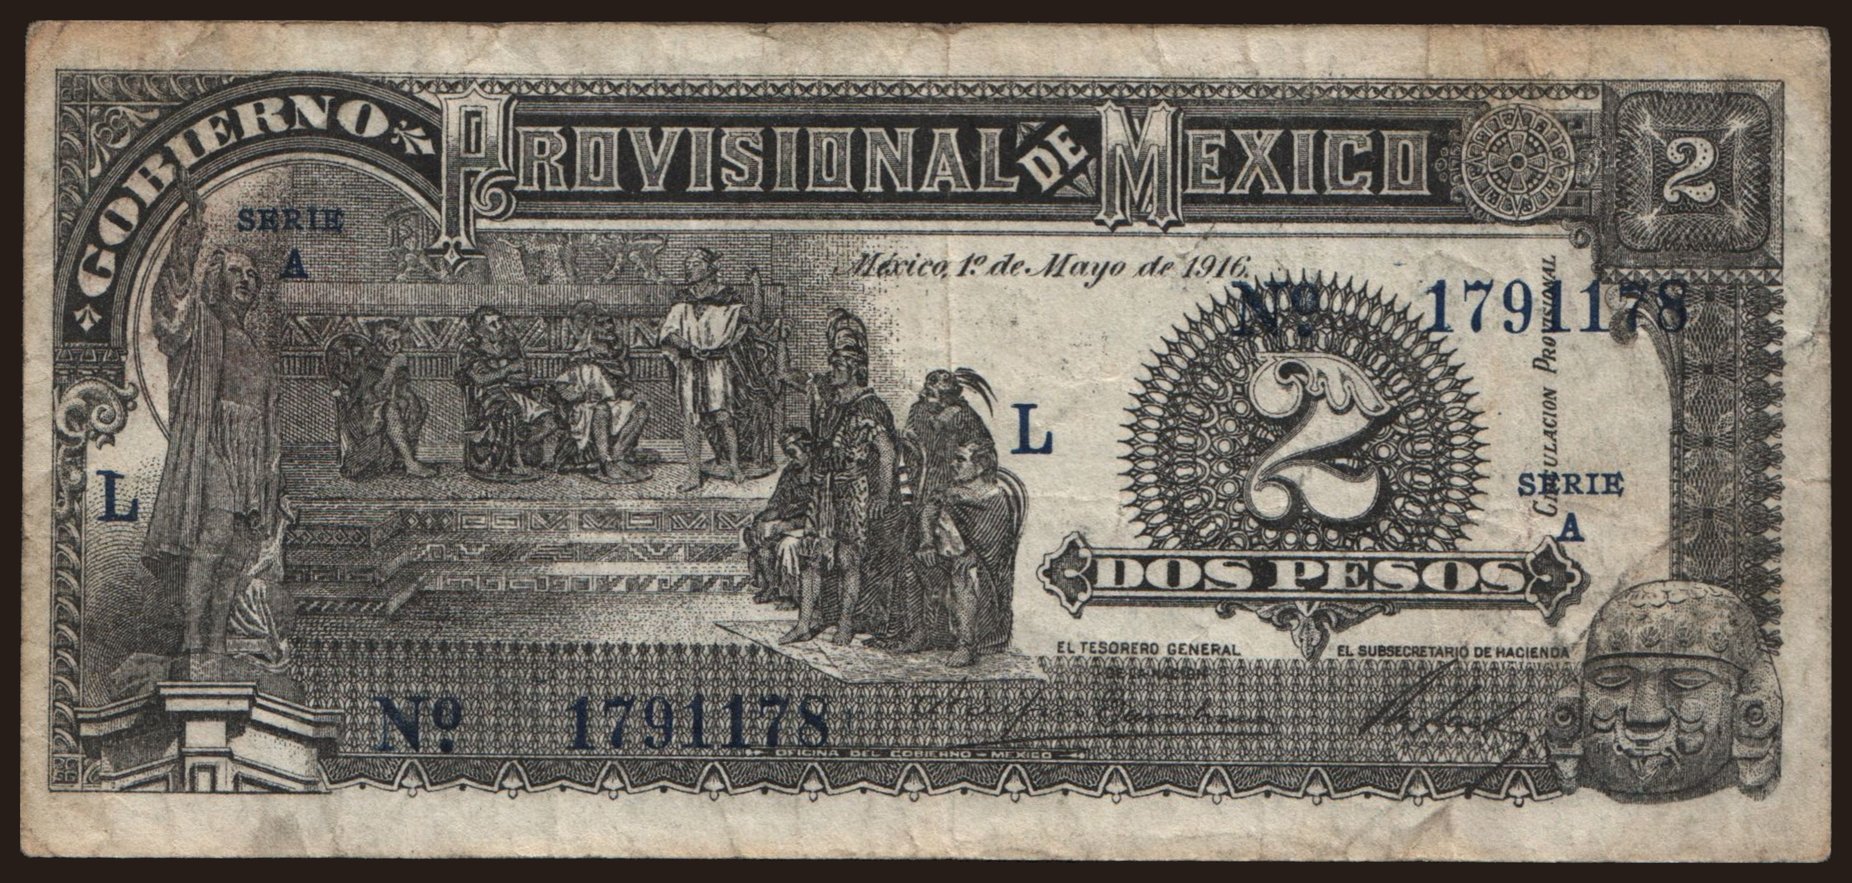 GOBIERNO PROVISIONAL DE MEXICO
2
SERIE
A
México, 1º de Mayo de 1916.
Nº 1791178
CIRCULACION PROVISIONAL
L
L
2
SERIE
A
DOS PESOS
EL TESORERO GENERAL
DE LA NACION
EL SUBSECRETARIO DE HACIENDA
Nº 1791178
OFICINA DEL GOBIERNO - MEXICO